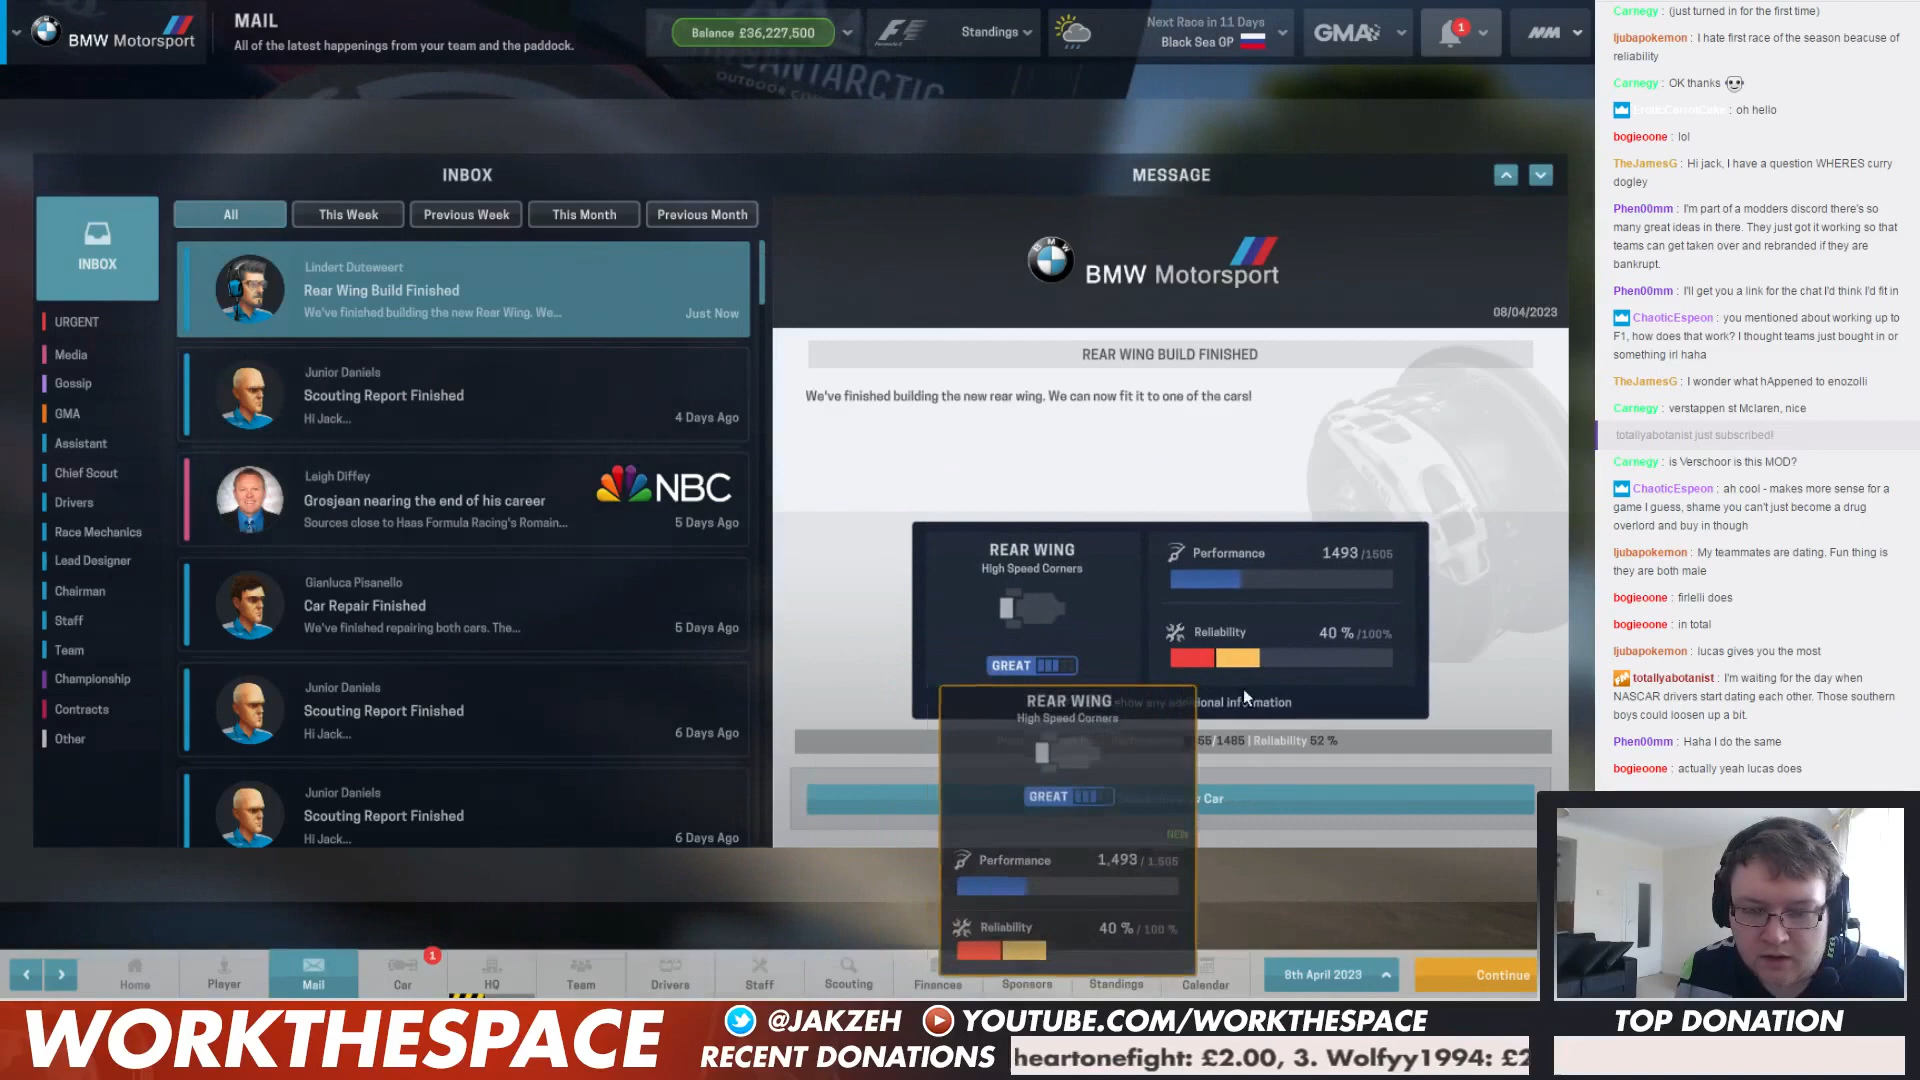 BMW Motorsport
MAIL
All of the latest happenings from your team and the paddock.
Balance £36,227,500
Standings
Next Race in 11 Days
Black Sea GP
GMA
1
INBOX
MESSAGE
INBOX
All
This Week
Previous Week
This Month
Previous Month
URGENT
Media
Gossip
GMA
Assistant
Chief Scout
Drivers
Race Mechanics
Lead Designer
Chairman
Staff
Team
Championship
Contracts
Other
Lindert Duteweert
Rear Wing Build Finished
We've finished building the new Rear Wing. We...
Just Now
Junior Daniels
Scouting Report Finished
Hi Jack...
4 Days Ago
Leigh Diffey
Grosjean nearing the end of his career
Sources close to Haas Formula Racing's Romain...
NBC
5 Days Ago
Gianluca Pisanello
Car Repair Finished
We've finished repairing both cars. The...
5 Days Ago
Junior Daniels
Scouting Report Finished
Hi Jack...
6 Days Ago
Junior Daniels
Scouting Report Finished
Hi Jack...
6 Days Ago
BMW Motorsport
08/04/2023
REAR WING BUILD FINISHED
We've finished building the new rear wing. We can now fit it to one of the cars!
REAR WING
High Speed Corners
GREAT
Performance 1493 /1505
Reliability 40 % /100%
show any additional information
/1485 | Reliability 52 %
Car
REAR WING
High Speed Corners
GREAT
NEW
Performance 1,493 / 1,505
Reliability 40 % / 100 %
Home
Player
Mail
Car
1
HQ
Team
Drivers
Staff
Scouting
Finances
Sponsors
Standings
Calendar
8th April 2023
Continue
WORKTHESPACE
@JAKZEH
YOUTUBE.COM/WORKTHESPACE
RECENT DONATIONS
heartonefight: £2.00, 3. Wolfyy1994: £2
TOP DONATION
Carnegy : (just turned in for the first time)
ljubapokemon : I hate first race of the season beacuse of
reliability
Carnegy : OK thanks
: oh hello
bogieoone : lol
TheJamesG : Hi jack, I have a question WHERES curry
dogley
Phen00mm : I'm part of a modders discord there's so
many great ideas in there. They just got it working so that
teams can get taken over and rebranded if they are
bankrupt.
Phen00mm : I'll get you a link for the chat I'd think I'd fit in
ChaoticEspeon : you mentioned about working up to
F1, how does that work? I thought teams just bought in or
something irl haha
TheJamesG : I wonder what hAppened to enozolli
Carnegy : verstappen st Mclaren, nice
totallyabotanist just subscribed!
Carnegy : is Verschoor is this MOD?
ChaoticEspeon : ah cool - makes more sense for a
game I guess, shame you can't just become a drug
overlord and buy in though
ljubapokemon : My teammates are dating. Fun thing is
they are both male
bogieoone : firlelli does
bogieoone : in total
ljubapokemon : lucas gives you the most
totallyabotanist : I'm waiting for the day when
NASCAR drivers start dating each other. Those southern
boys could loosen up a bit.
Phen00mm : Haha I do the same
bogieoone : actually yeah lucas does